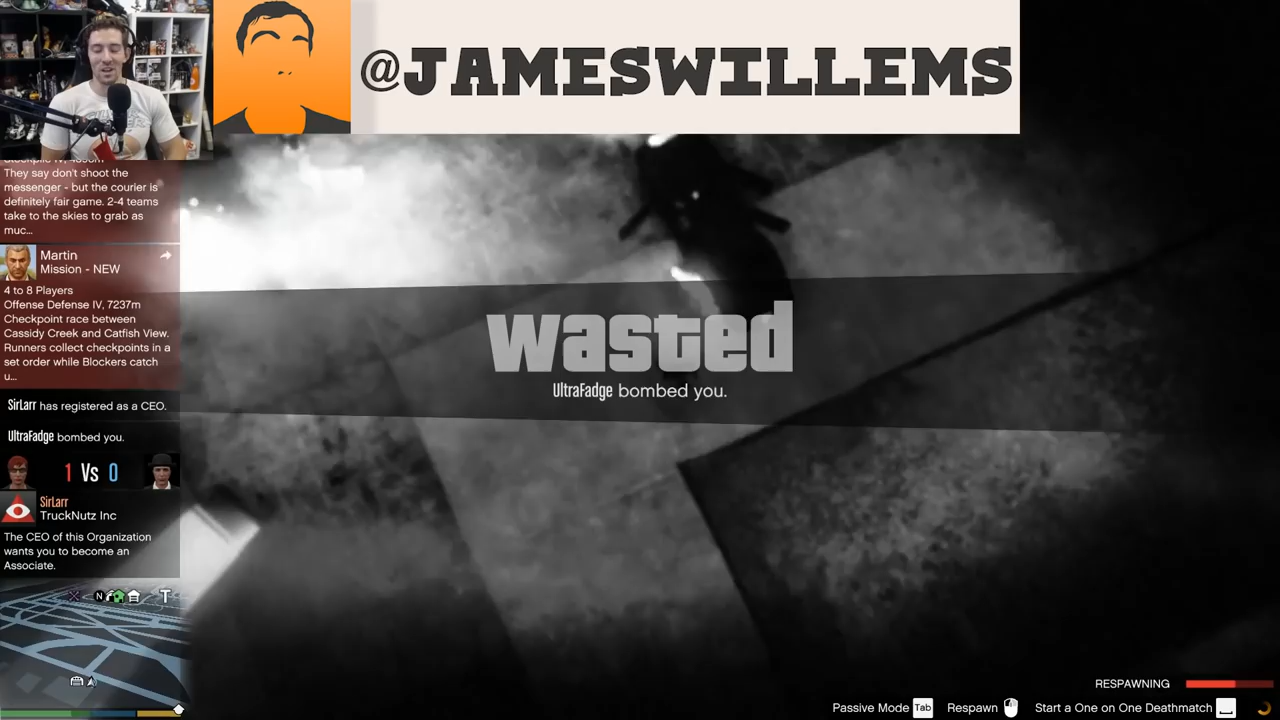 @JAMESWILLEMS
They say don't shoot the
messenger - but the courier is
definitely fair game. 2-4 teams
take to the skies to grab as
muc...
Martin
Mission - NEW
4 to 8 Players
Offense Defense IV, 7237m
Checkpoint race between
Cassidy Creek and Catfish View.
Runners collect checkpoints in a
set order while Blockers catch
u...
SirLarr has registered as a CEO.
UltraFadge bombed you.
1 Vs 0
SirLarr
TruckNutz Inc
The CEO of this Organization
wants you to become an
Associate.
N
T
wasted
UltraFadge bombed you.
RESPAWNING
Passive Mode Tab Respawn Start a One on One Deathmatch